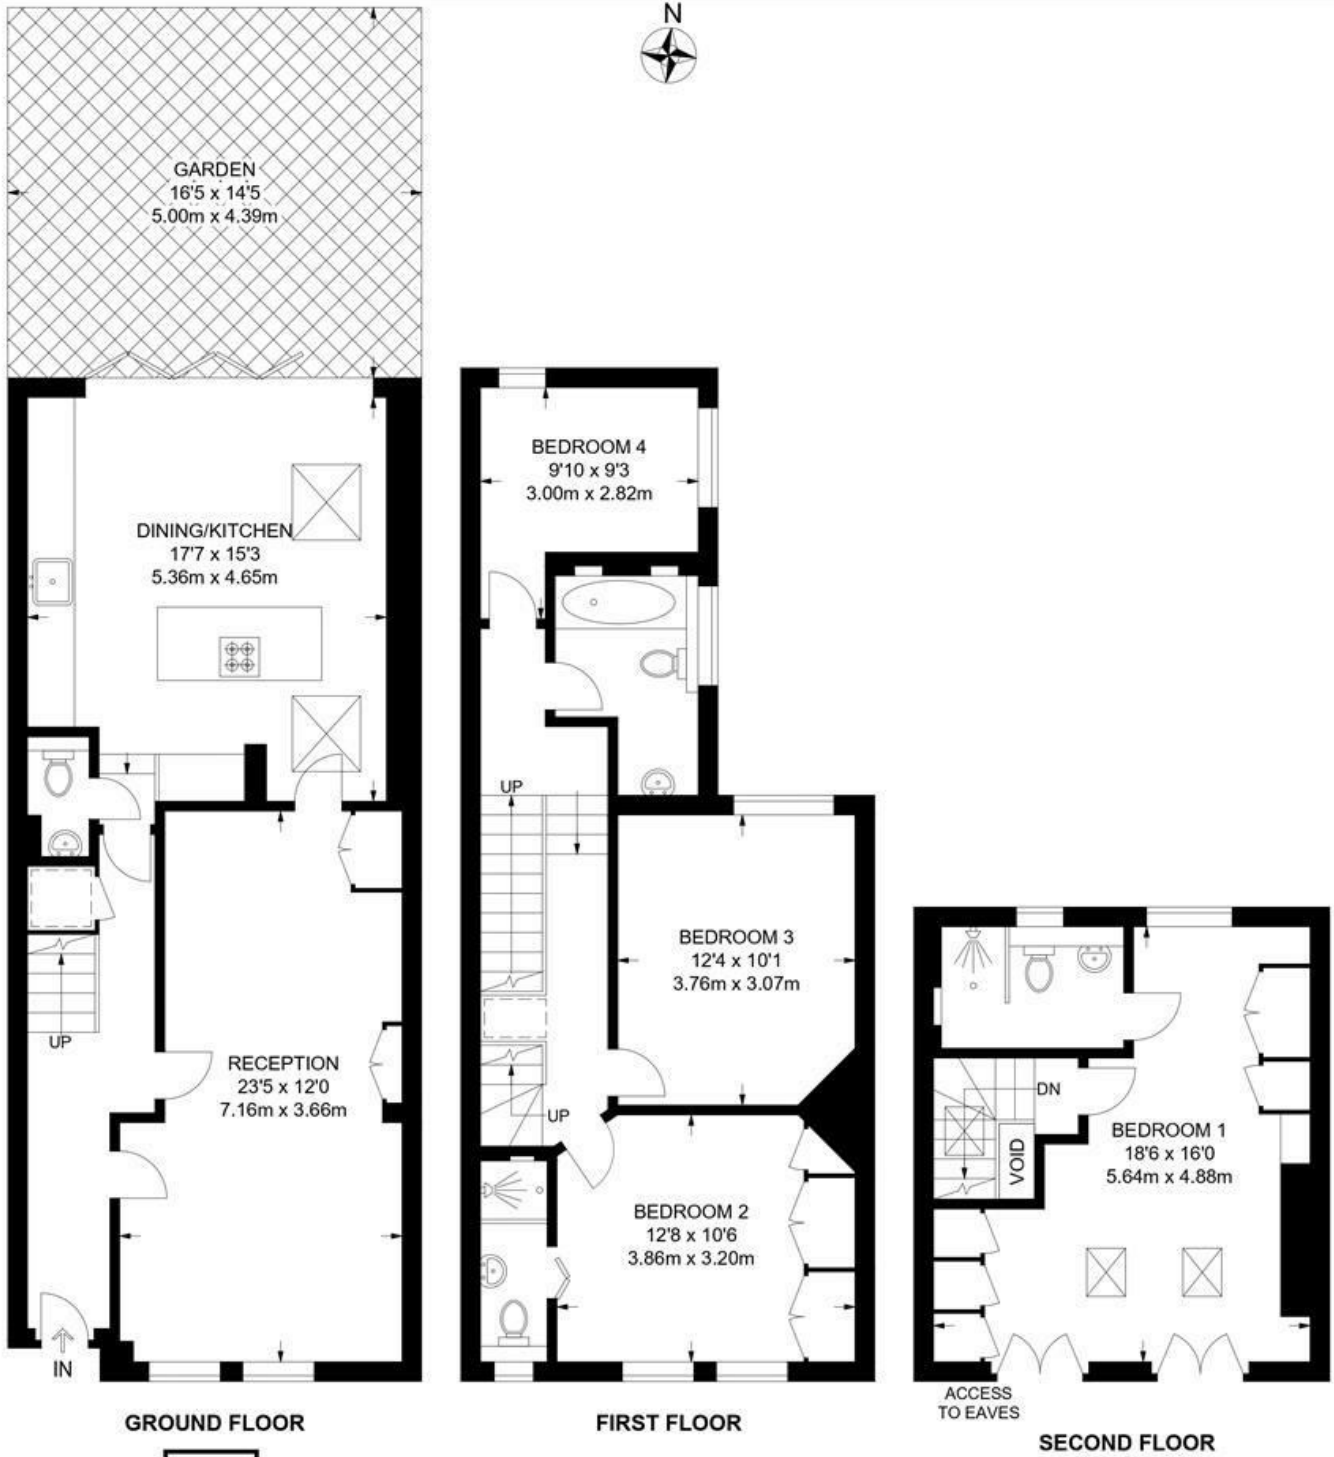 N
GARDEN
16'5 x 14'5
5.00m x 4.39m
DINING/KITCHEN
17'7 x 15'3
5.36m x 4.65m
UP
RECEPTION
23'5 x 12'0
7.16m x 3.66m
IN
GROUND FLOOR
BEDROOM 4
9'10 x 9'3
3.00m x 2.82m
UP
BEDROOM 3
12'4 x 10'1
3.76m x 3.07m
UP
BEDROOM 2
12'8 x 10'6
3.86m x 3.20m
FIRST FLOOR
DN
VOID
BEDROOM 1
18'6 x 16'0
5.64m x 4.88m
ACCESS
TO EAVES
SECOND FLOOR